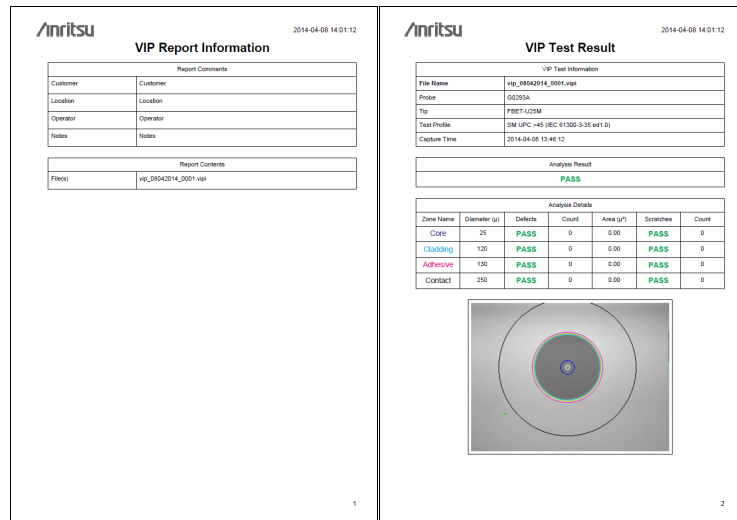 Anritsu
2014-04-08 14:01:12
VIP Report Information
Report Comments
Customer Customer
Location Location
Operator Operator
Notes Notes
Report Contents
File(s) vip_08042014_0001.vipi
1
Anritsu
2014-04-08 14:01:12
VIP Test Result
VIP Test Information
File Name vip_08042014_0001.vipi
Probe G0293A
Tip FBET-U25M
Test Profile SM UPC >45 (IEC 61300-3-35 ed1.0)
Capture Time 2014-04-08 13:46:12
Analysis Result
PASS
Analysis Details
Zone Name Diameter (µ) Defects Count Area (µ²) Scratches Count
Core 25 PASS 0 0.00 PASS 0
Cladding 120 PASS 0 0.00 PASS 0
Adhesive 130 PASS 0 0.00 PASS 0
Contact 250 PASS 0 0.00 PASS 0
2